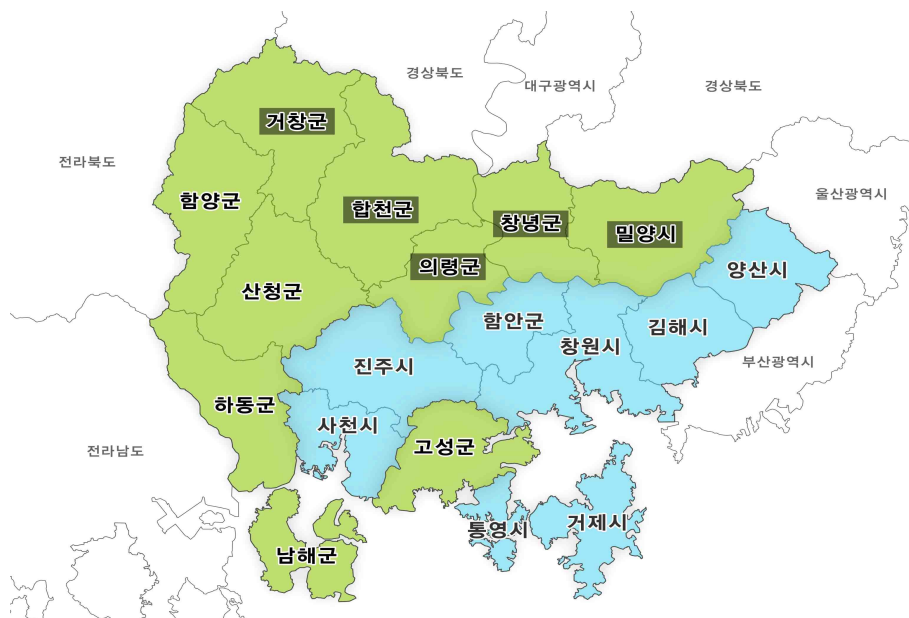 경상북도
대구광역시
경상북도
거창군
전라북도
울산광역시
함양군
합천군
창녕군
밀양시
의령군
양산시
산청군
함안군
김해시
창원시
부산광역시
진주시
하동군
사천시
고성군
전라남도
통영시
거제시
남해군